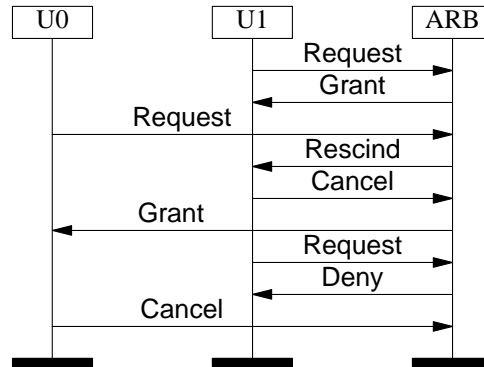 U0 U1 ARB
Request
Grant
Request
Rescind
Cancel
Grant
Request
Deny
Cancel